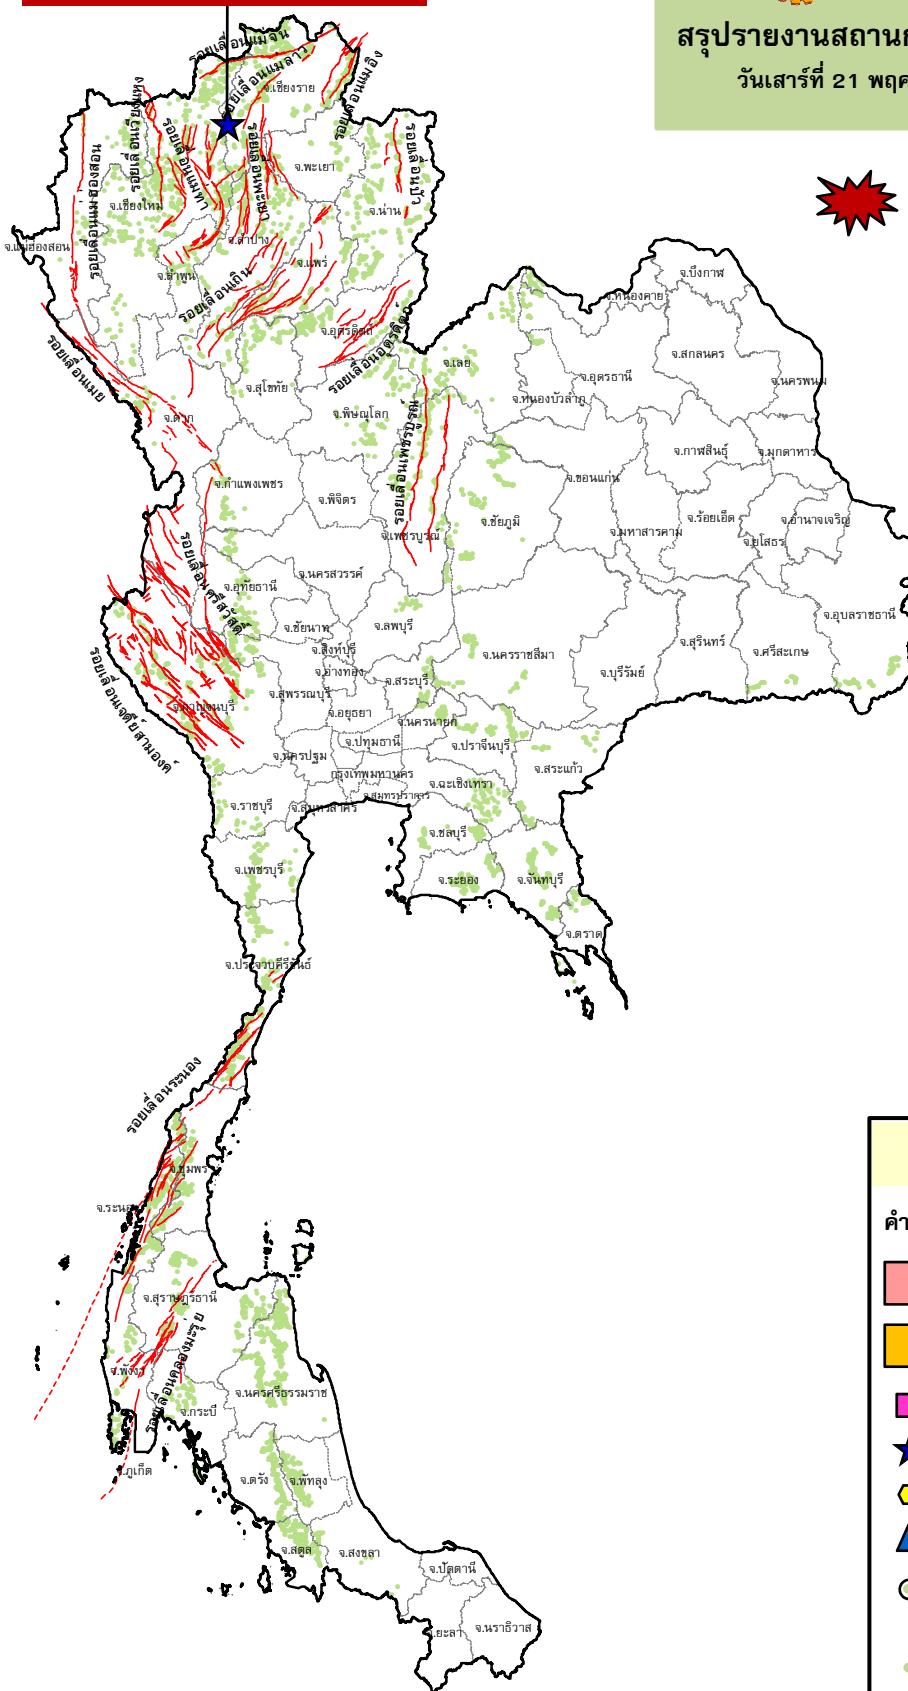 สรุปรายงานสถานก
วันเสาร์ที่ 21 พฤศ
รอยเลื่อนแม่จัน
รอยเลื่อนแม่ลาว
จ.เชียงราย
รอยเลื่อนแม่อิง
รอยเลื่อนเวียงแหง
รอยเลื่อนแม่ฮ่องสอน
รอยเลื่อนแม่ทา
รอยเลื่อนพะเยา
รอยเลื่อนปัว
จ.พะเยา
จ.เชียงใหม่
จ.น่าน
จ.แม่ฮ่องสอน
จ.ลำปาง
จ.แพร่
จ.ลำพูน
รอยเลื่อนเถิน
จ.อุตรดิตถ์
รอยเลื่อนอุตรดิตถ์
รอยเลื่อนเมย
จ.บึงกาฬ
จ.หนองคาย
จ.เลย
จ.สกลนคร
จ.อุดรธานี
จ.นครพนม
จ.สุโขทัย
จ.หนองบัวลำภู
จ.ตาก
จ.พิษณุโลก
รอยเลื่อนเพชรบูรณ์
จ.กาฬสินธุ์
จ.มุกดาหาร
จ.กำแพงเพชร
จ.พิจิตร
จ.ขอนแก่น
จ.ชัยภูมิ
จ.ร้อยเอ็ด
จ.อำนาจเจริญ
จ.เพชรบูรณ์
จ.มหาสารคาม
จ.ยโสธร
รอยเลื่อนศรีสวัสดิ์
จ.นครสวรรค์
จ.อุทัยธานี
จ.อุบลราชธานี
จ.ชัยนาท
จ.ลพบุรี
จ.สิงห์บุรี
จ.นครราชสีมา
จ.สุรินทร์
จ.ศรีสะเกษ
จ.บุรีรัมย์
จ.อ่างทอง
จ.สระบุรี
จ.สุพรรณบุรี
รอยเลื่อนเจดีย์สามองค์
จ.กาญจนบุรี
จ.อยุธยา
จ.นครนายก
จ.ปทุมธานี
จ.ปราจีนบุรี
จ.นครปฐม
จ.สระแก้ว
กรุงเทพมหานคร
จ.ฉะเชิงเทรา
จ.สมุทรปราการ
จ.ราชบุรี
จ.สมุทรสาคร
จ.ชลบุรี
จ.เพชรบุรี
จ.ระยอง
จ.จันทบุรี
จ.ตราด
จ.ประจวบคีรีขันธ์
รอยเลื่อนระนอง
จ.ชุมพร
จ.ระนอง
คำ
จ.สุราษฎร์ธานี
รอยเลื่อนคลองมะรุ่ย
จ.พังงา
จ.นครศรีธรรมราช
จ.กระบี่
จ.ภูเก็ต
จ.ตรัง
จ.พัทลุง
จ.สตูล
จ.สงขลา
จ.ปัตตานี
จ.ยะลา
จ.นราธิวาส